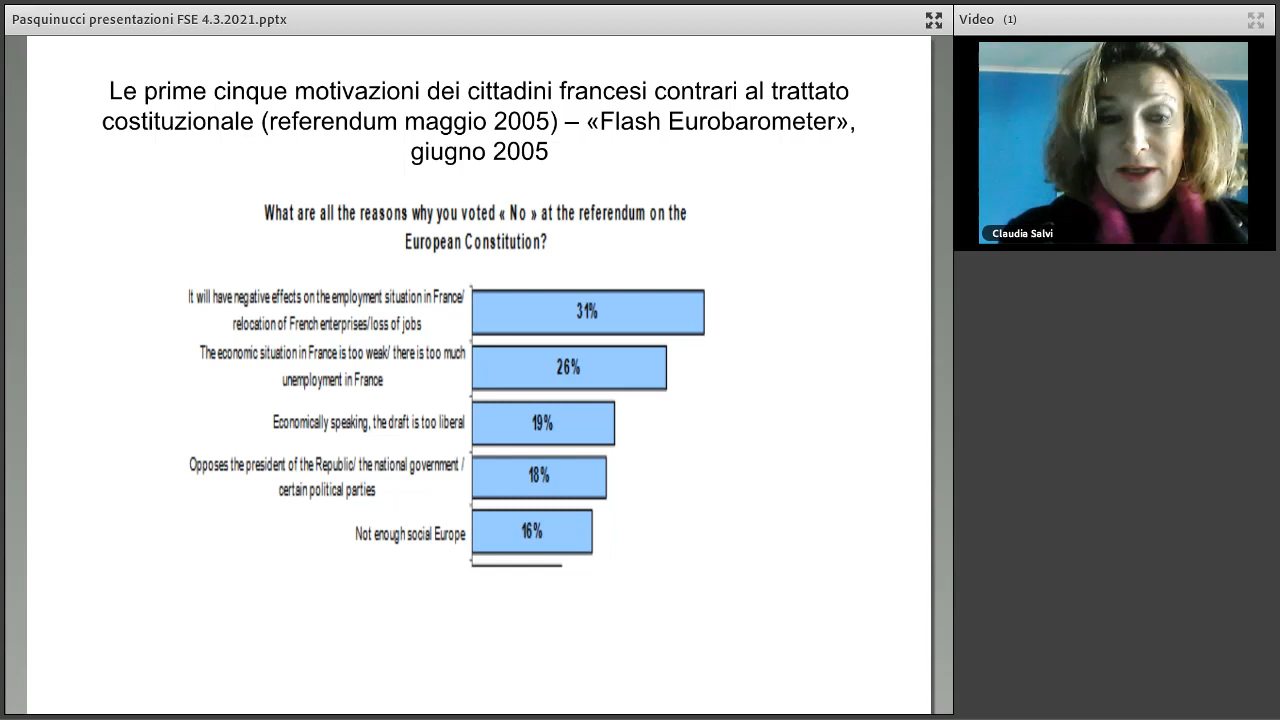 Pasquinucci presentazioni FSE 4.3.2021.pptx
Video (1)
Le prime cinque motivazioni dei cittadini francesi contrari al trattato
costituzionale (referendum maggio 2005) – «Flash Eurobarometer»,
giugno 2005
Claudia Salvi
What are all the reasons why you voted « No » at the referendum on the
European Constitution?
It will have negative effects on the employment situation in France/
relocation of French enterprises/loss of jobs
31%
The economic situation in France is too weak/ there is too much
unemployment in France
26%
Economically speaking, the draft is too liberal
19%
Opposes the president of the Republic/ the national government /
certain political parties
18%
Not enough social Europe
16%